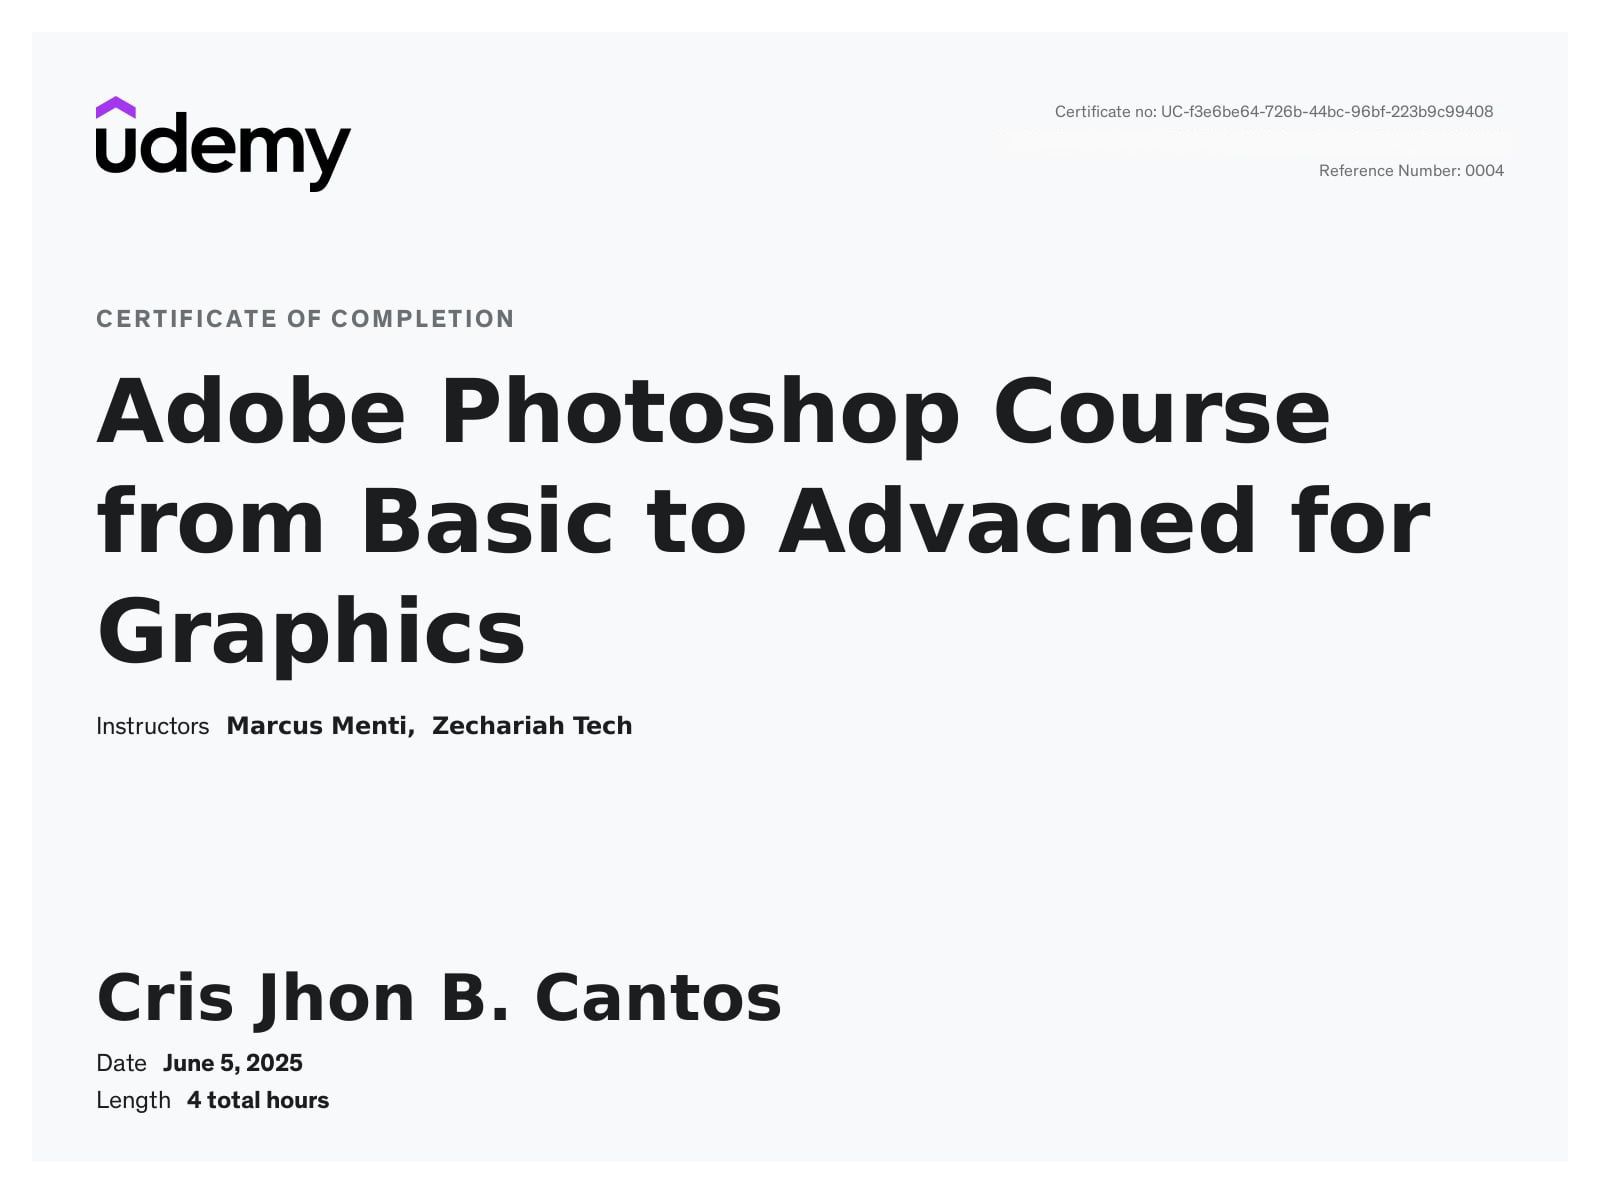 udemy
Certificate no: UC-f3e6be64-726b-44bc-96bf-223b9c99408
Reference Number: 0004
CERTIFICATE OF COMPLETION
Adobe Photoshop Course
from Basic to Advacned for
Graphics
Instructors Marcus Menti, Zechariah Tech
Cris Jhon B. Cantos
Date June 5, 2025
Length 4 total hours